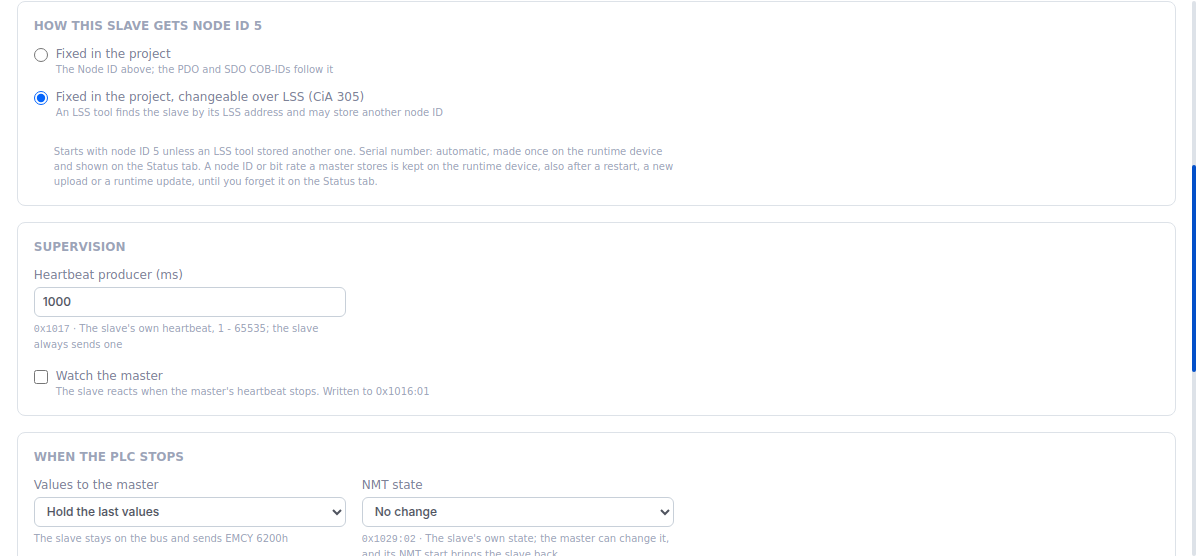 HOW THIS SLAVE GETS NODE ID 5
Fixed in the project
The Node ID above; the PDO and SDO COB-IDs follow it
Fixed in the project, changeable over LSS (CiA 305)
An LSS tool finds the slave by its LSS address and may store another node ID
Starts with node ID 5 unless an LSS tool stored another one. Serial number: automatic, made once on the runtime device
and shown on the Status tab. A node ID or bit rate a master stores is kept on the runtime device, also after a restart, a new
upload or a runtime update, until you forget it on the Status tab.
SUPERVISION
Heartbeat producer (ms)
1000
0x1017 · The slave's own heartbeat, 1 - 65535; the slave
always sends one
Watch the master
The slave reacts when the master's heartbeat stops. Written to 0x1016:01
WHEN THE PLC STOPS
Values to the master
Hold the last values
The slave stays on the bus and sends EMCY 6200h
NMT state
No change
0x1029:02 · The slave's own state; the master can change it,
and its NMT start brings the slave back